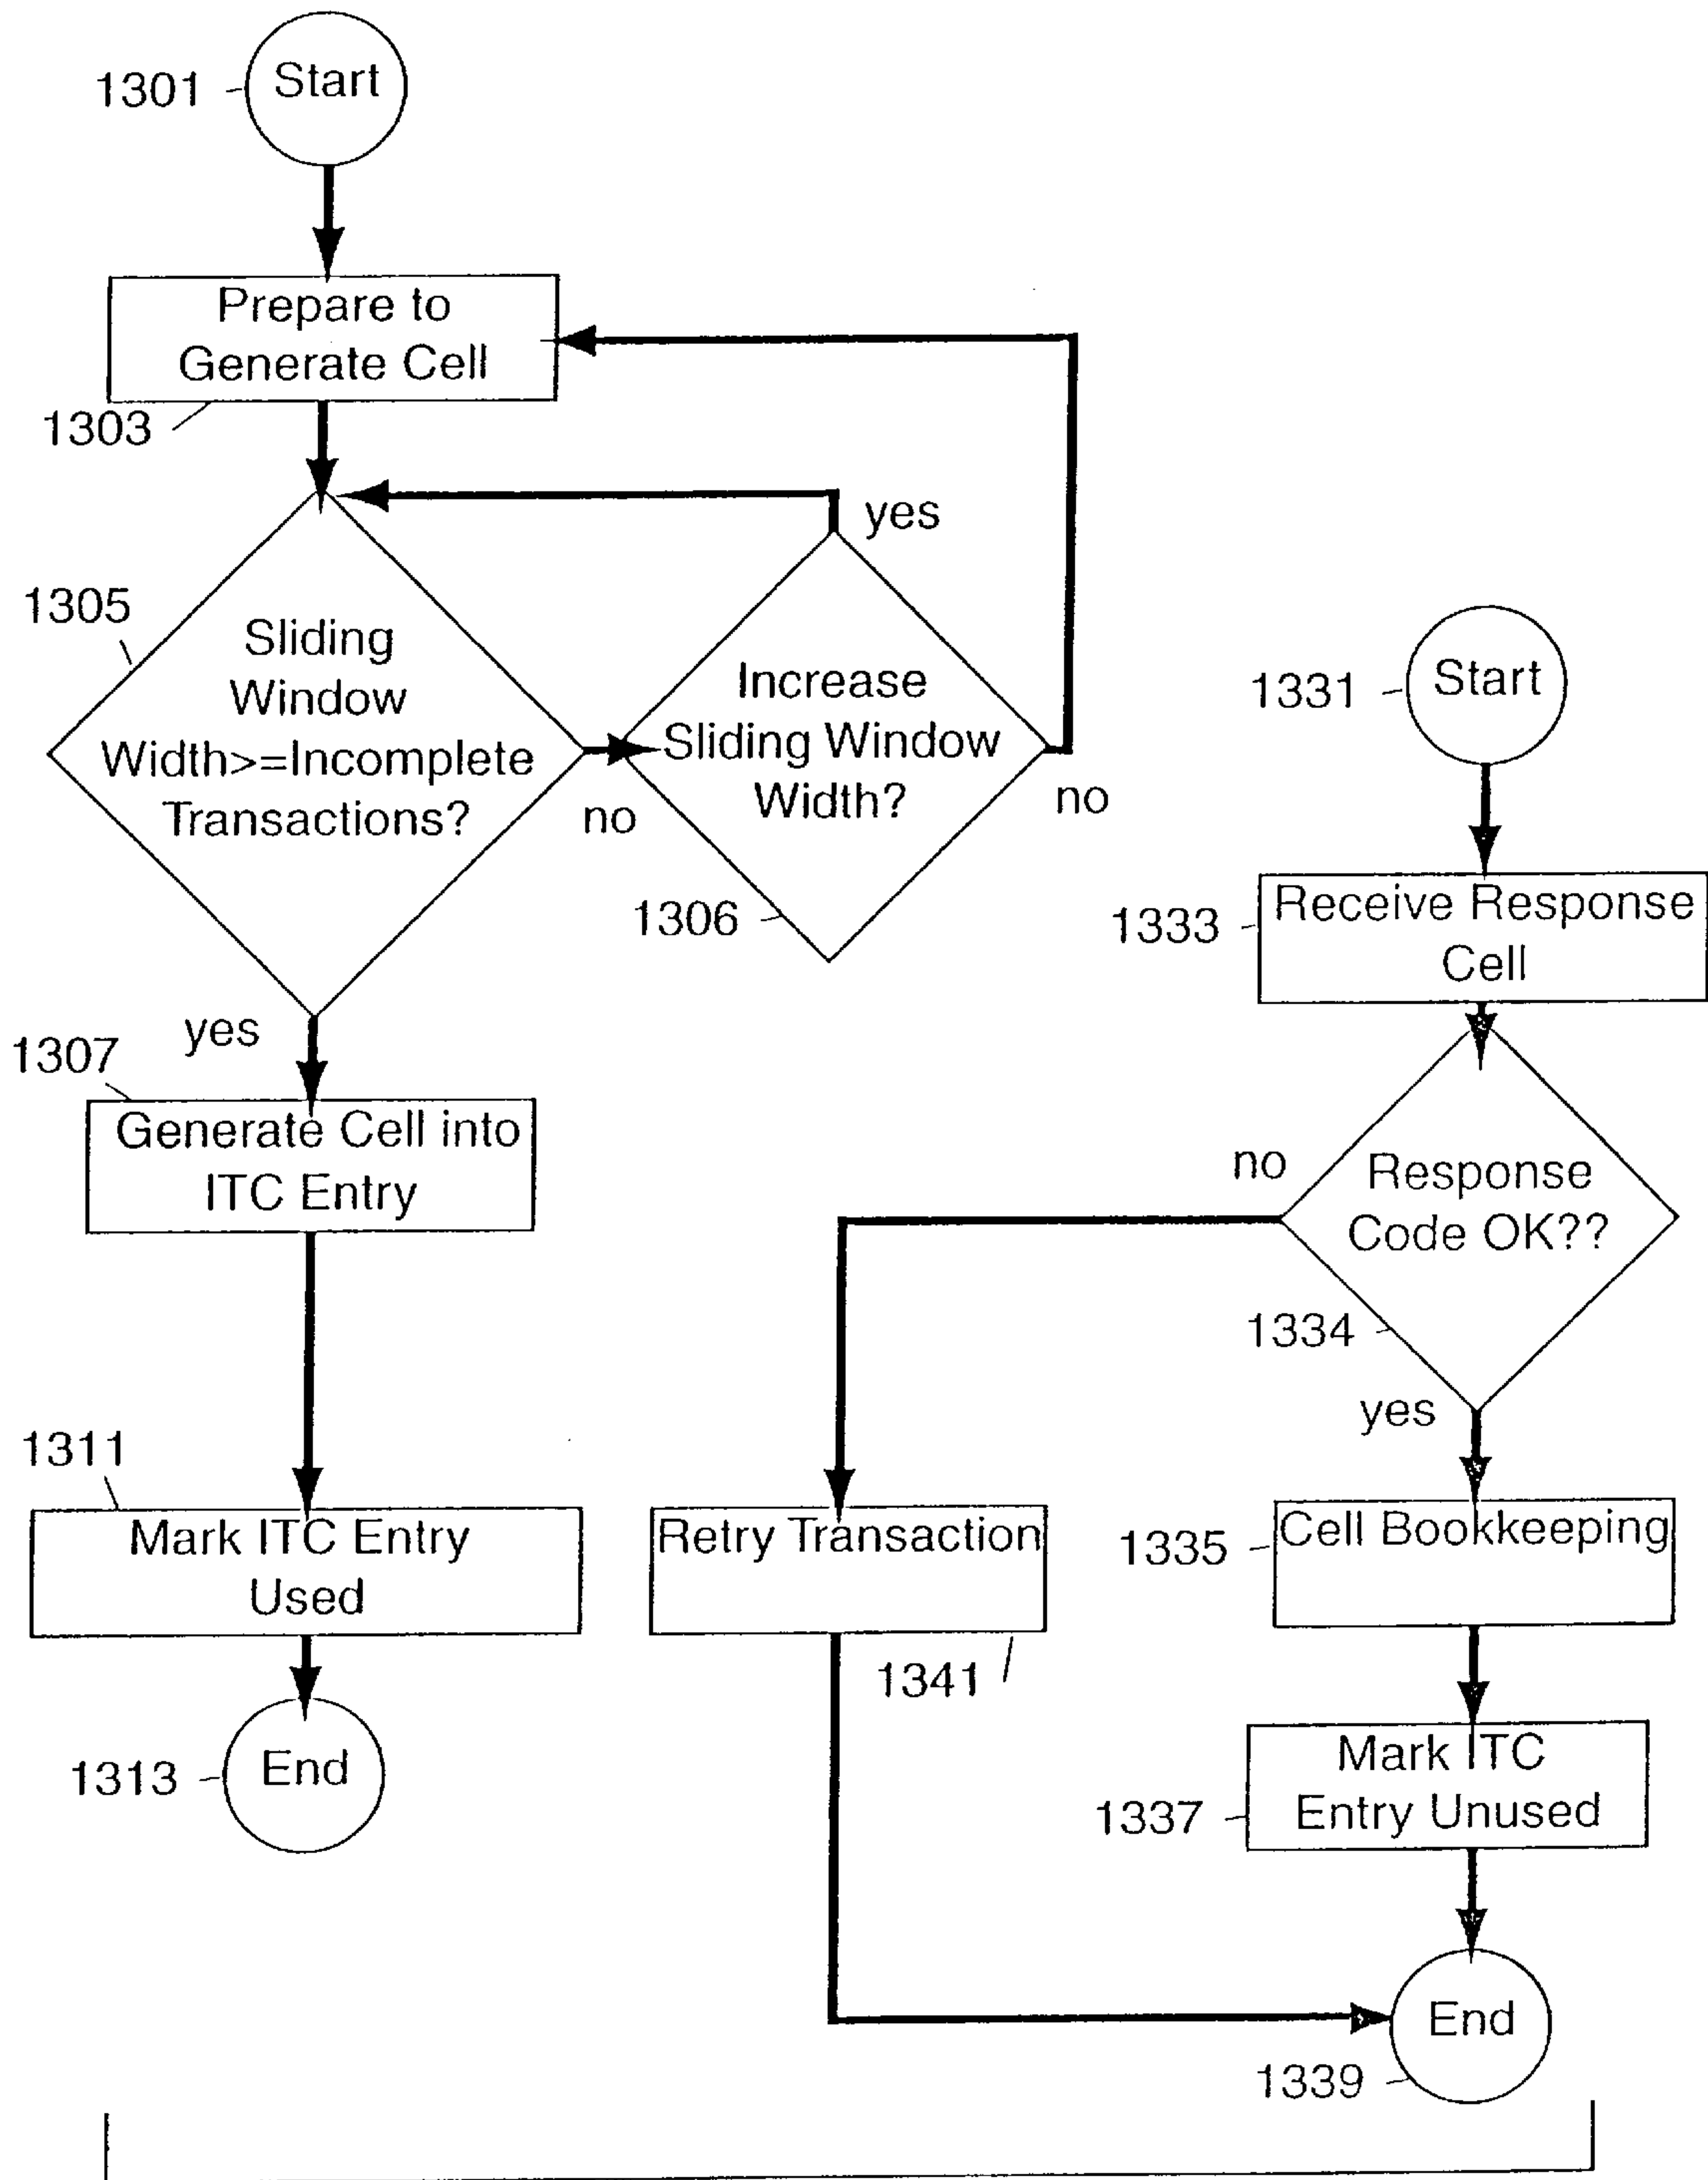 1301
Start
Prepare to
Generate Cell
1303
yes
1305
Sliding
Window
Width>=Incomplete
Transactions?
no
Increase
Sliding Window
Width?
no
1306
yes
1307
Generate Cell into
ITC Entry
1311
Mark ITC Entry
Used
1313
End
1331
Start
1333
Receive Response
Cell
no
Response
Code OK??
1334
yes
Retry Transaction
1341
1335
Cell Bookkeeping
1337
Mark ITC
Entry Unused
End
1339